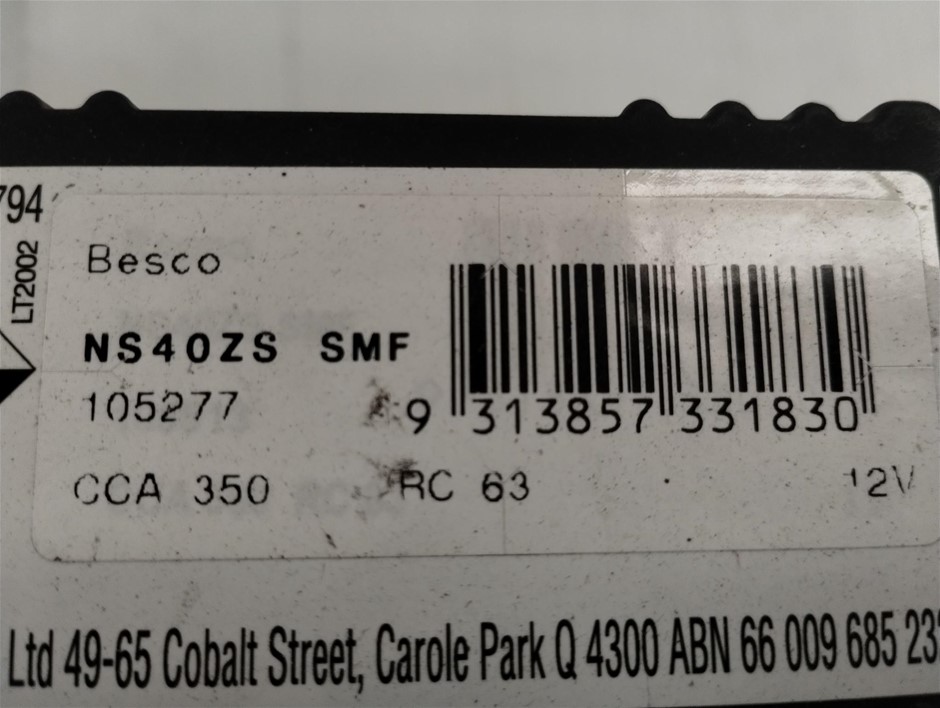 794
LT2002
Besco
NS40ZS SMF
105277
9 313857 331830
CCA 350 RC 63 12V
Ltd 49-65 Cobalt Street, Carole Park Q 4300 ABN 66 009 685 23